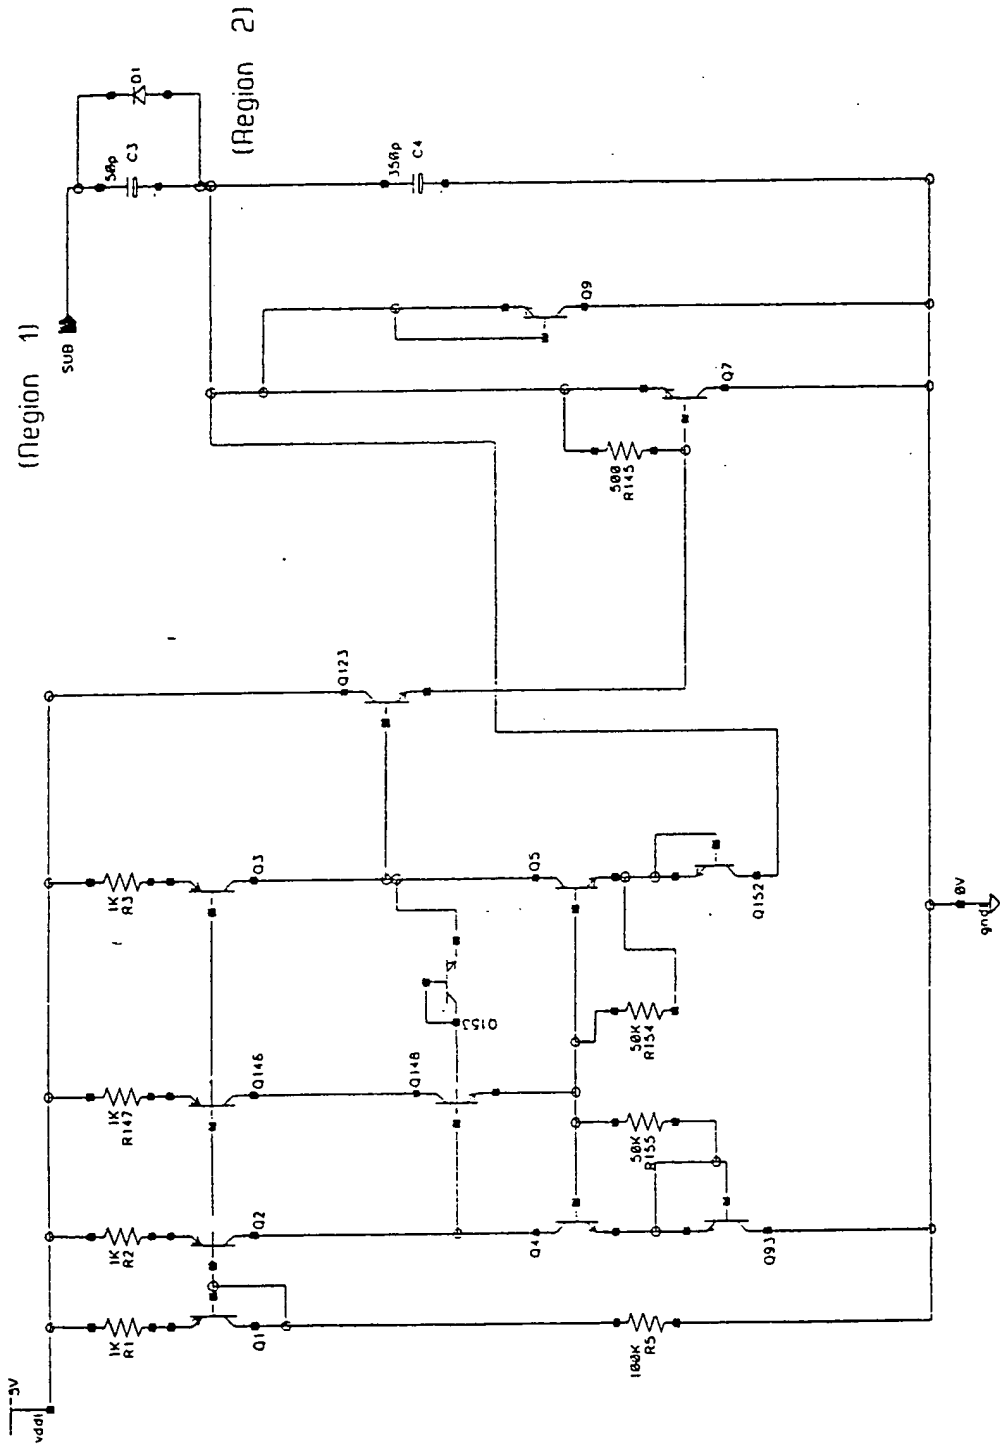 (Region 1)
(Region 2)
SUB
50p
C3
D1
350p
C4
Q9
Q7
500
R145
Q123
1K
R3
Q3
Q5
Q152
Q153
50K
R154
1K
R147
Q146
Q148
50K
R155
1K
R2
Q2
Q4
Q93
1K
R1
Q1
100K
R5
-5V
vddi
0V